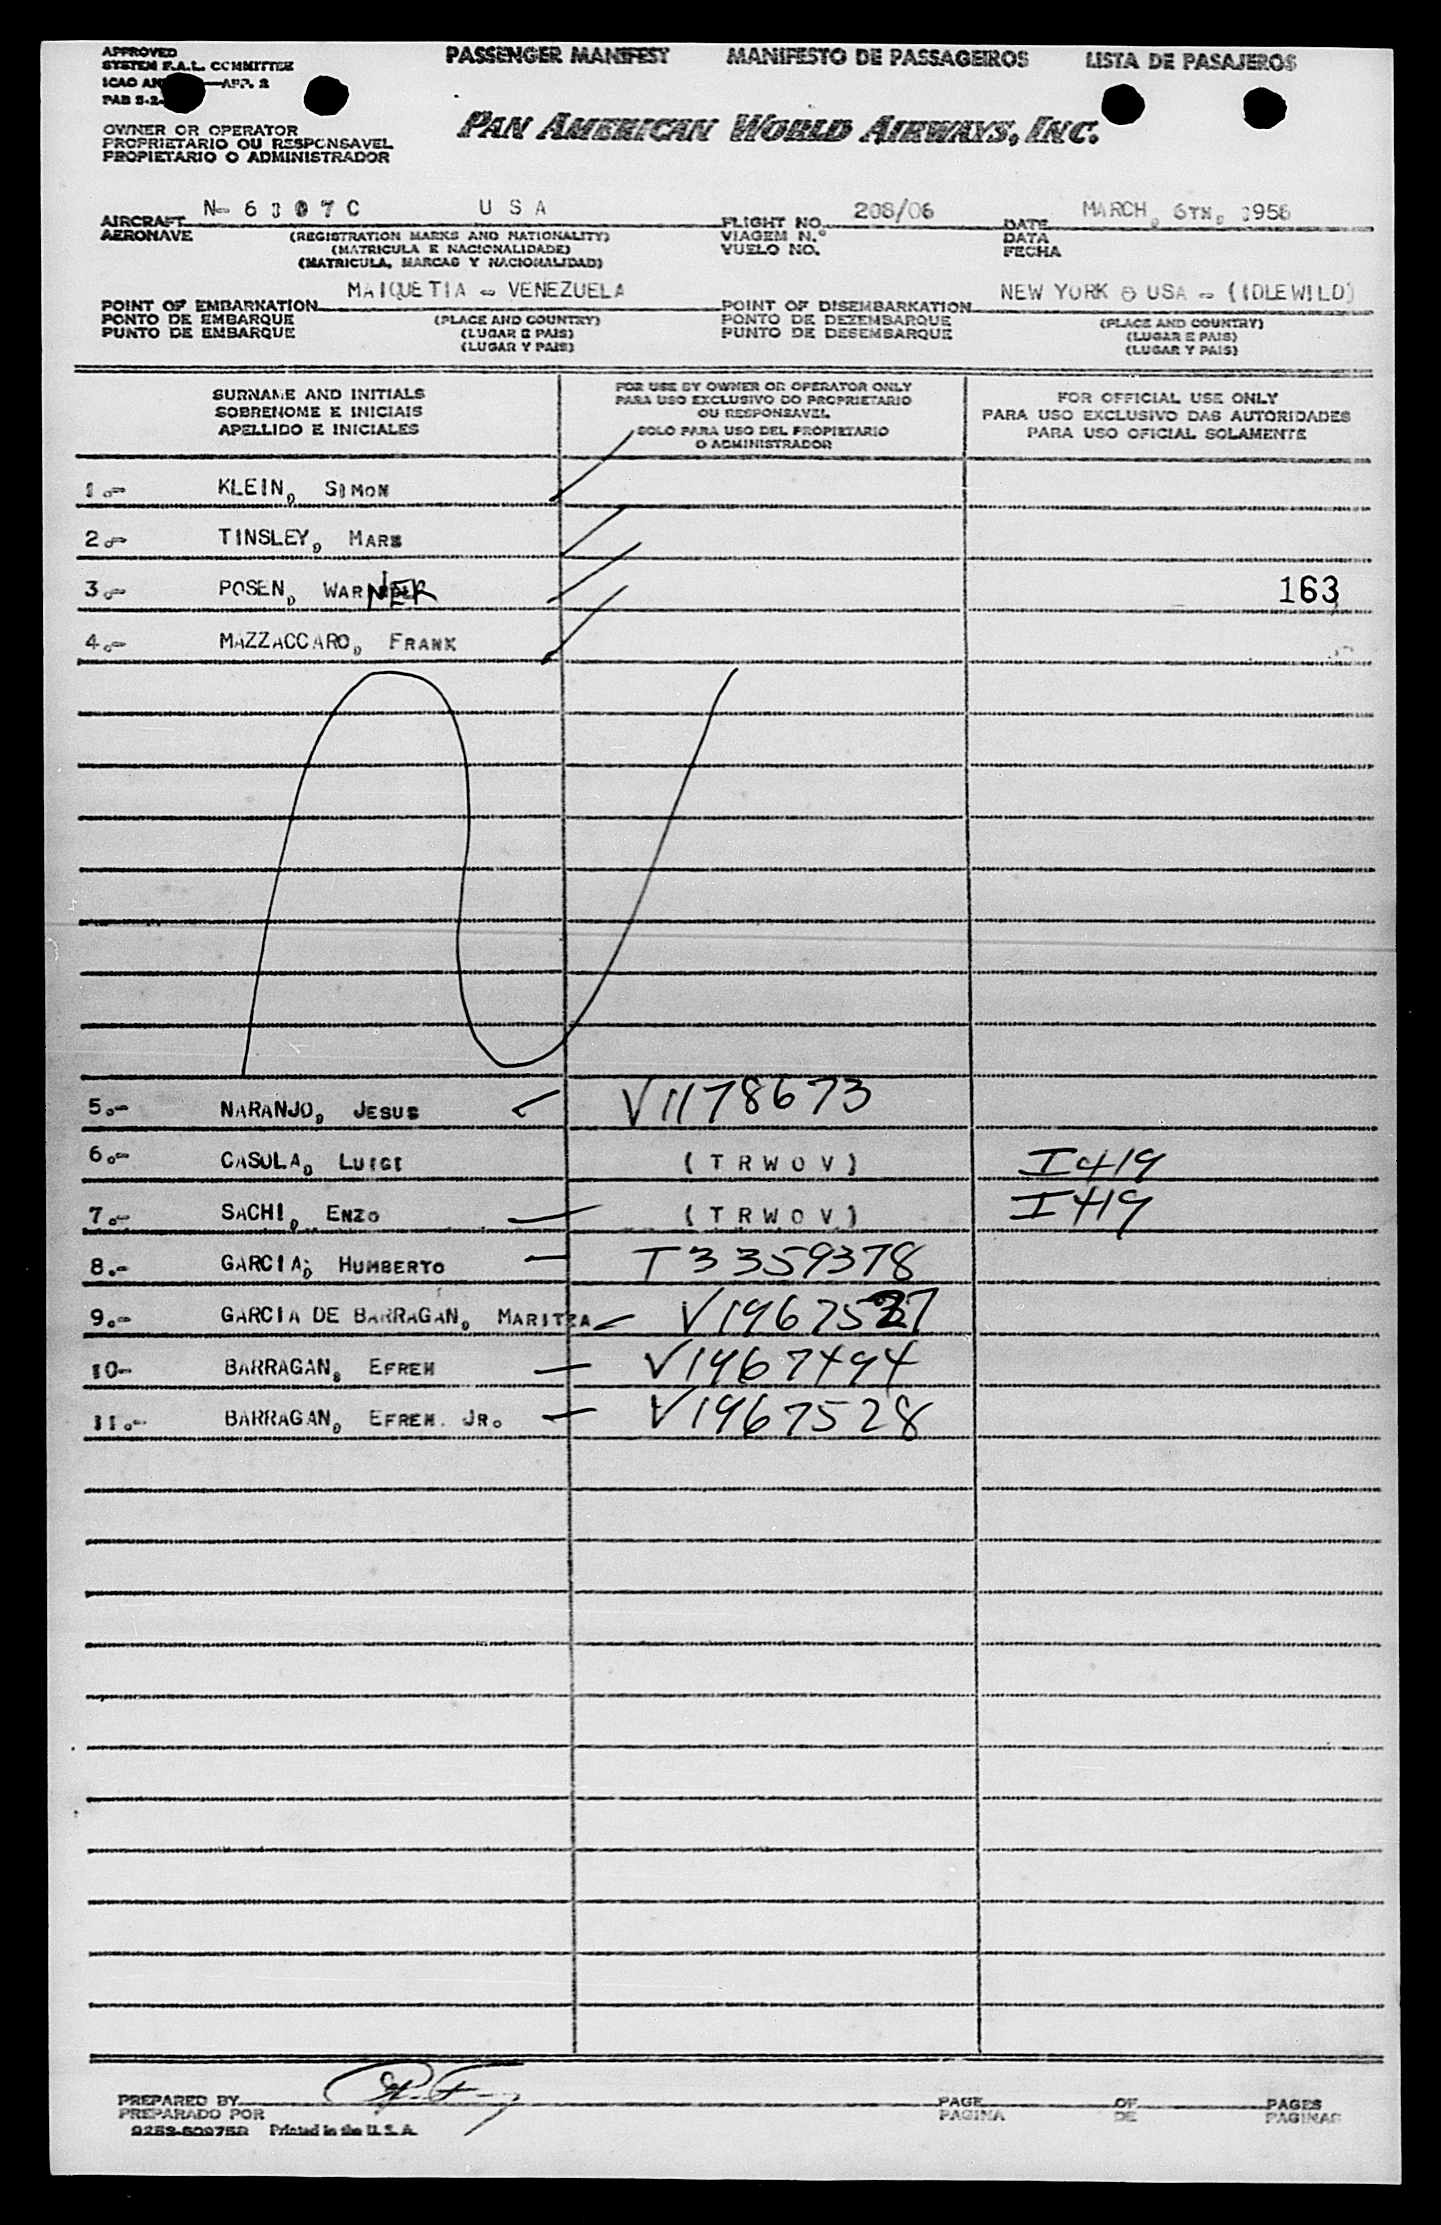 APPROVED
SYSTEM F.A.L. COMMITTEE
ICAO AN —APP. 2
PAB S-2-
PASSENGER MANIFEST MANIFESTO DE PASSAGEIROS LISTA DE PASAJEROS
PAN AMERICAN WORLD AIRWAYS, INC.
OWNER OR OPERATOR
PROPRIETARIO OU RESPONSAVEL
PROPIETARIO O ADMINISTRADOR
AIRCRAFT N- 6307C USA FLIGHT NO. 208/06 DATE MARCH, 6TH, 1956
AERONAVE (REGISTRATION MARKS AND NATIONALITY) VIAGEM N.° DATA
(MATRICULA E NACIONALIDADE) VUELO NO. FECHA
(MATRICULA, MARCAS Y NACIONALIDAD)
POINT OF EMBARKATION MAIQUETIA - VENEZUELA POINT OF DISEMBARKATION NEW YORK USA - (IDLEWILD)
PONTO DE EMBARQUE (PLACE AND COUNTRY) PONTO DE DEZEMBARQUE (PLACE AND COUNTRY)
PUNTO DE EMBARQUE (LUGAR E PAIS) PUNTO DE DESEMBARQUE (LUGAR E PAIS)
(LUGAR Y PAIS) (LUGAR Y PAIS)
SURNAME AND INITIALS
SOBRENOME E INICIAIS
APELLIDO E INICIALES
FOR USE BY OWNER OR OPERATOR ONLY
PARA USO EXCLUSIVO DO PROPRIETARIO
OU RESPONSAVEL
SOLO PARA USO DEL PROPIETARIO
O ADMINISTRADOR
FOR OFFICIAL USE ONLY
PARA USO EXCLUSIVO DAS AUTORIDADES
PARA USO OFICIAL SOLAMENTE
1.- KLEIN, SIMON
2.- TINSLEY, MARS
3.- POSEN, WARNER 163
4.- MAZZACCARO, FRANK
5.- NARANJO, JESUS V1178673
6.- CASOLA, LUIGI (TRWOV) I419
7.- SACHI, ENZO (TRWOV) I419
8.- GARCIA, HUMBERTO T3359378
9.- GARCIA DE BARRAGAN, MARITZA V1967527
10- BARRAGAN, EFREM V1967494
11.- BARRAGAN, EFREM. JR. V1967528
PREPARED BY PAGE OF PAGES
PREPARADO POR PAGINA DE PAGINAS
Printed in the U. S. A.